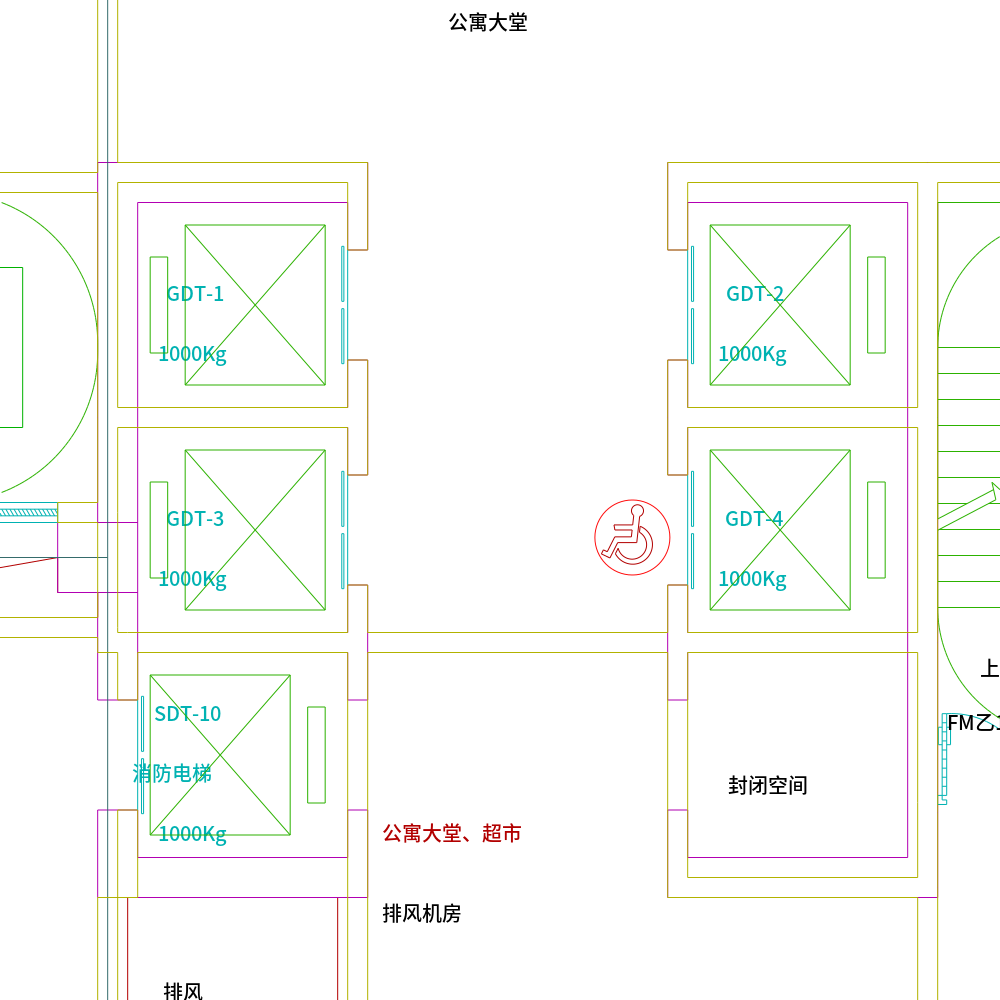 公寓大堂
GDT-1
1000Kg
GDT-2
1000Kg
GDT-3
1000Kg
GDT-4
1000Kg
上
SDT-10
消防电梯
1000Kg
FM乙
封闭空间
公寓大堂、超市
排风机房
排风